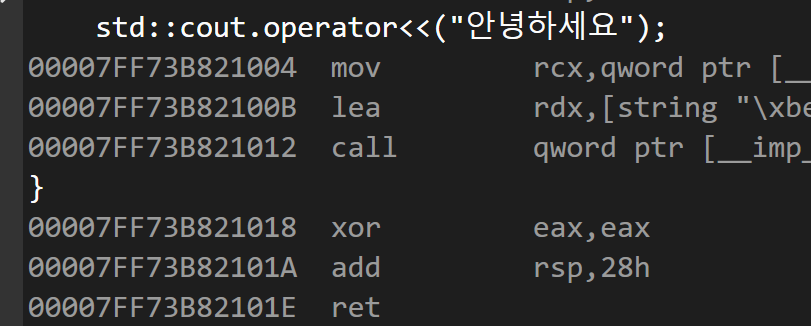 std::cout.operator<<("안녕하세요");
00007FF73B821004 mov rcx,qword ptr [__
00007FF73B82100B lea rdx,[string "\xbe
00007FF73B821012 call qword ptr [__imp_
}
00007FF73B821018 xor eax,eax
00007FF73B82101A add rsp,28h
00007FF73B82101E ret